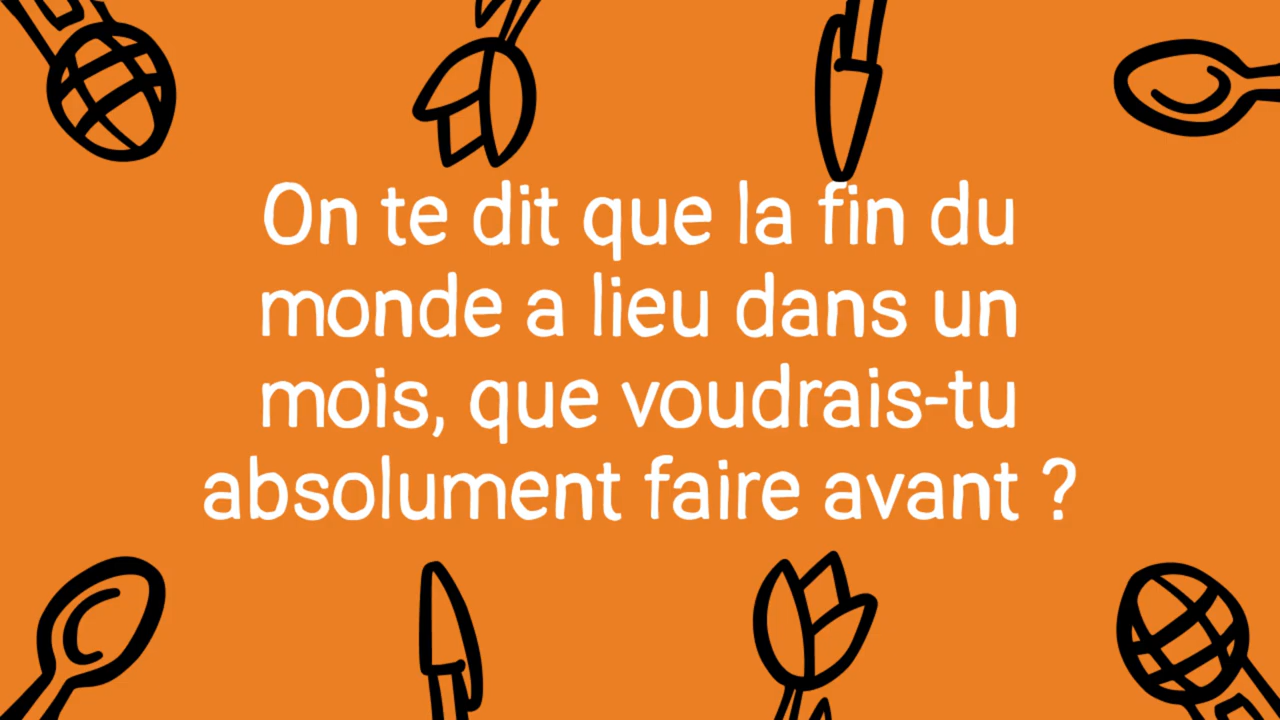 On te dit que la fin du
monde a lieu dans un
mois, que voudrais-tu
absolument faire avant ?